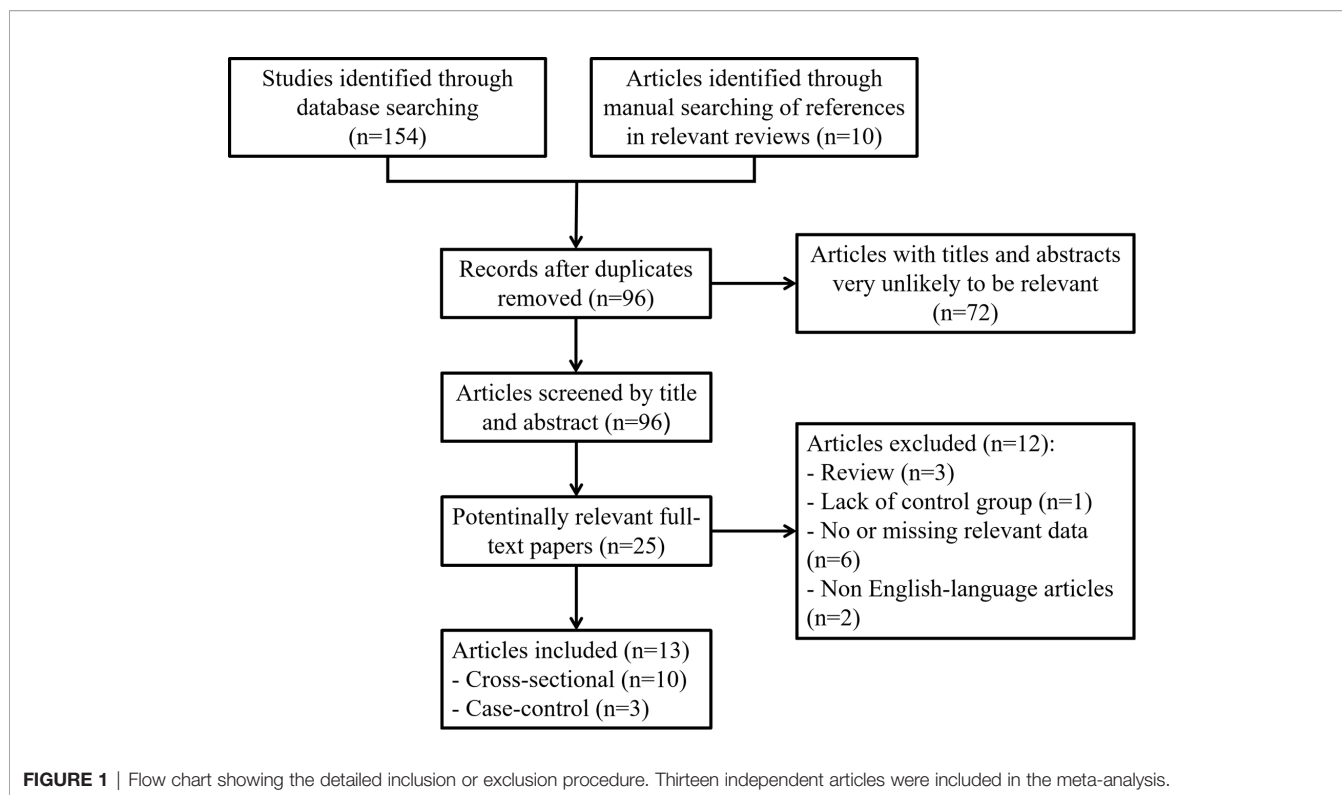 Studies identified through
database searching
(n=154)
Articles identified through
manual searching of references
in relevant reviews (n=10)
Records after duplicates
removed (n=96)
Articles with titles and abstracts
very unlikely to be relevant
(n=72)
Articles screened by title
and abstract (n=96)
Potentinally relevant full-
text papers (n=25)
Articles excluded (n=12):
- Review (n=3)
- Lack of control group (n=1)
- No or missing relevant data
(n=6)
- Non English-language articles
(n=2)
Articles included (n=13)
- Cross-sectional (n=10)
- Case-control (n=3)
FIGURE 1 | Flow chart showing the detailed inclusion or exclusion procedure. Thirteen independent articles were included in the meta-analysis.